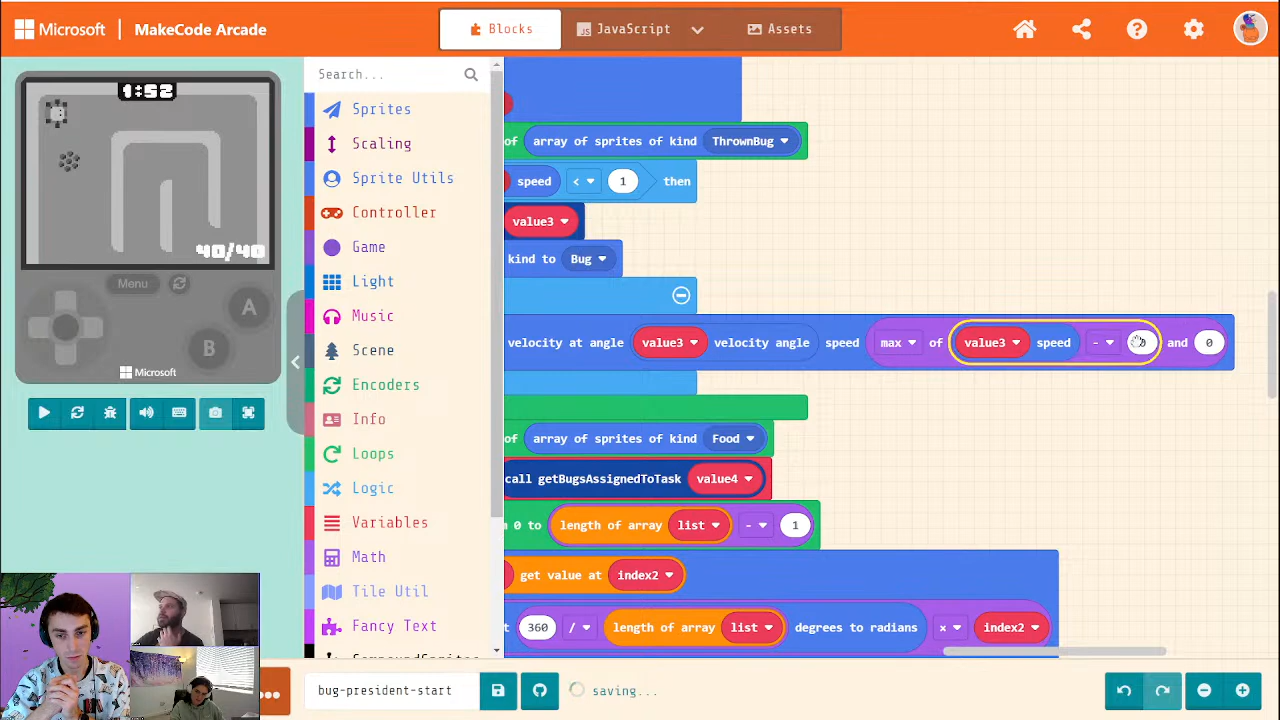 Microsoft | MakeCode Arcade
Blocks
JavaScript
Assets
1:52
40/40
Menu
A
B
Microsoft
Search...
Sprites
Scaling
Sprite Utils
Controller
Game
Light
Music
Scene
Encoders
Info
Loops
Logic
Variables
Math
Tile Util
Fancy Text
of array of sprites of kind ThrownBug
speed < 1 then
value3
kind to Bug
velocity at angle value3 velocity angle speed max of value3 speed - and 0
of array of sprites of kind Food
call getBugsAssignedToTask value4
0 to length of array list - 1
get value at index2
360 / length of array list degrees to radians × index2
bug-president-start
saving...